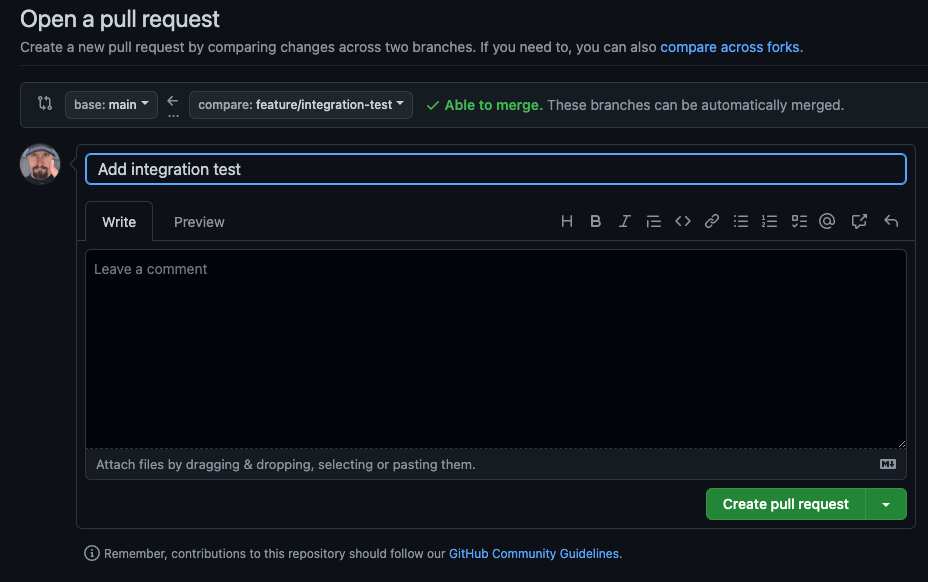 Open a pull request
Create a new pull request by comparing changes across two branches. If you need to, you can also compare across forks.
base: main
compare: feature/integration-test
...
Able to merge. These branches can be automatically merged.
Add integration test
Write
Preview
Leave a comment
Attach files by dragging & dropping, selecting or pasting them.
Create pull request
Remember, contributions to this repository should follow our GitHub Community Guidelines.